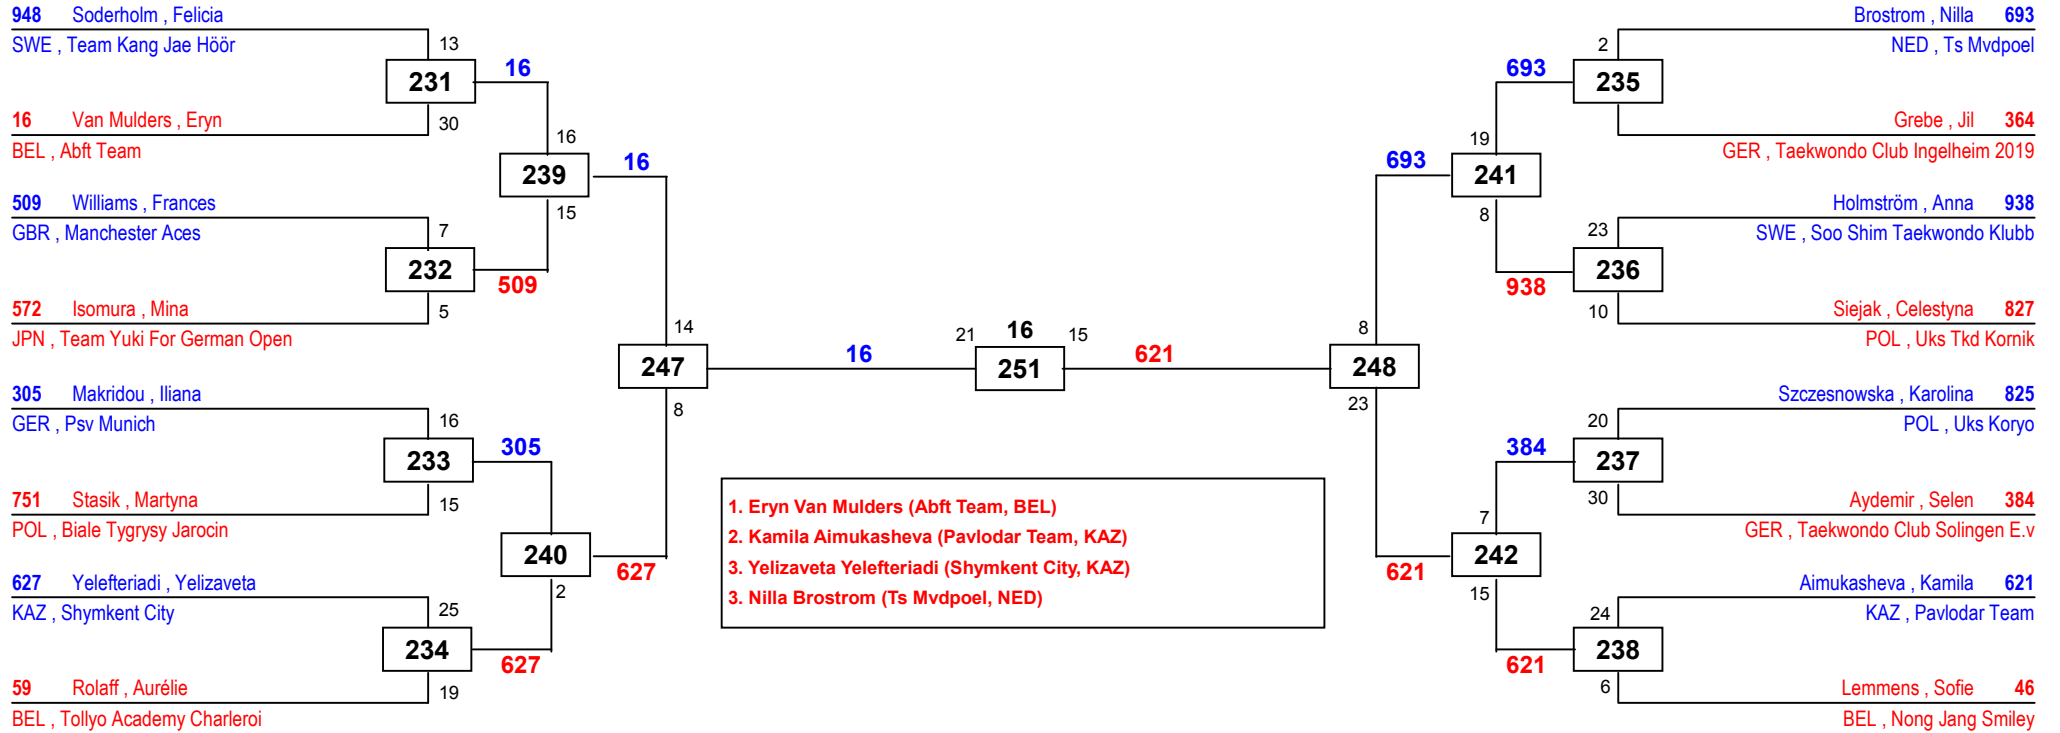 948 Soderholm , Felicia
SWE , Team Kang Jae Höör
13
231
30
16 Van Mulders , Eryn
BEL , Abft Team
16
509 Williams , Frances
GBR , Manchester Aces
7
232
5
572 Isomura , Mina
JPN , Team Yuki For German Open
509
16
239
15
16
305 Makridou , Iliana
GER , Psv Munich
16
233
15
751 Stasik , Martyna
POL , Biale Tygrysy Jarocin
305
627 Yelefteriadi , Yelizaveta
KAZ , Shymkent City
25
234
19
59 Rolaff , Aurélie
BEL , Tollyo Academy Charleroi
627
240
2
627
14
247
8
16
21
16
15
251
621
1. Eryn Van Mulders (Abft Team, BEL)
2. Kamila Aimukasheva (Pavlodar Team, KAZ)
3. Yelizaveta Yelefteriadi (Shymkent City, KAZ)
3. Nilla Brostrom (Ts Mvdpoel, NED)
8
248
23
693
19
241
8
693
Brostrom , Nilla 693
NED , Ts Mvdpoel
2
235
Grebe , Jil 364
GER , Taekwondo Club Ingelheim 2019
Holmström , Anna 938
SWE , Soo Shim Taekwondo Klubb
23
236
10
938
Siejak , Celestyna 827
POL , Uks Tkd Kornik
Szczesnowska , Karolina 825
POL , Uks Koryo
20
237
30
384
Aydemir , Selen 384
GER , Taekwondo Club Solingen E.v
7
242
15
621
Aimukasheva , Kamila 621
KAZ , Pavlodar Team
24
238
6
621
Lemmens , Sofie 46
BEL , Nong Jang Smiley